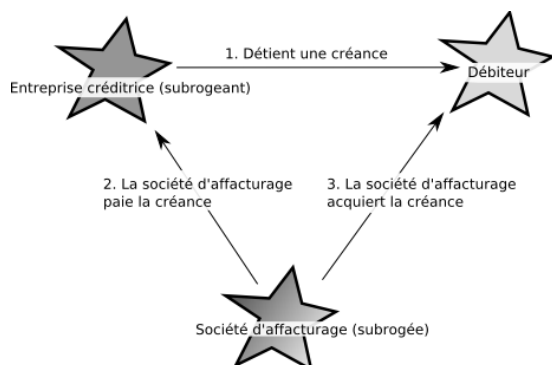 1. Détient une créance
Entreprise créditrice (subrogeant)
Débiteur
2. La société d'affacturage
paie la créance
3. La société d'affacturage
acquiert la créance
Société d'affacturage (subrogée)